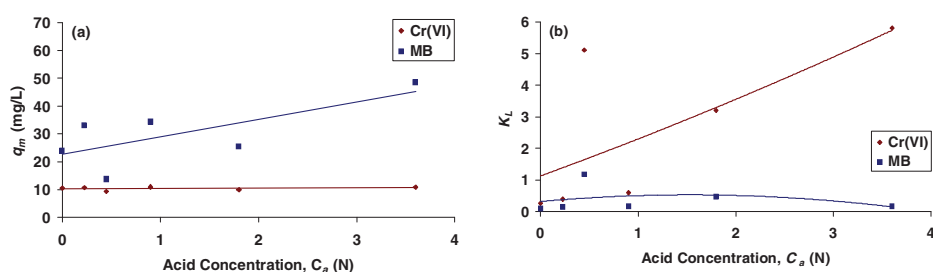 (a)
Cr(VI)
MB
70
60
50
40
30
20
10
0
q_m (mg/L)
0 1 2 3 4
Acid Concentration, C_a (N)
(b)
Cr(VI)
MB
6
5
4
3
2
1
0
K_L
0 1 2 3 4
Acid Concentration, C_a (N)